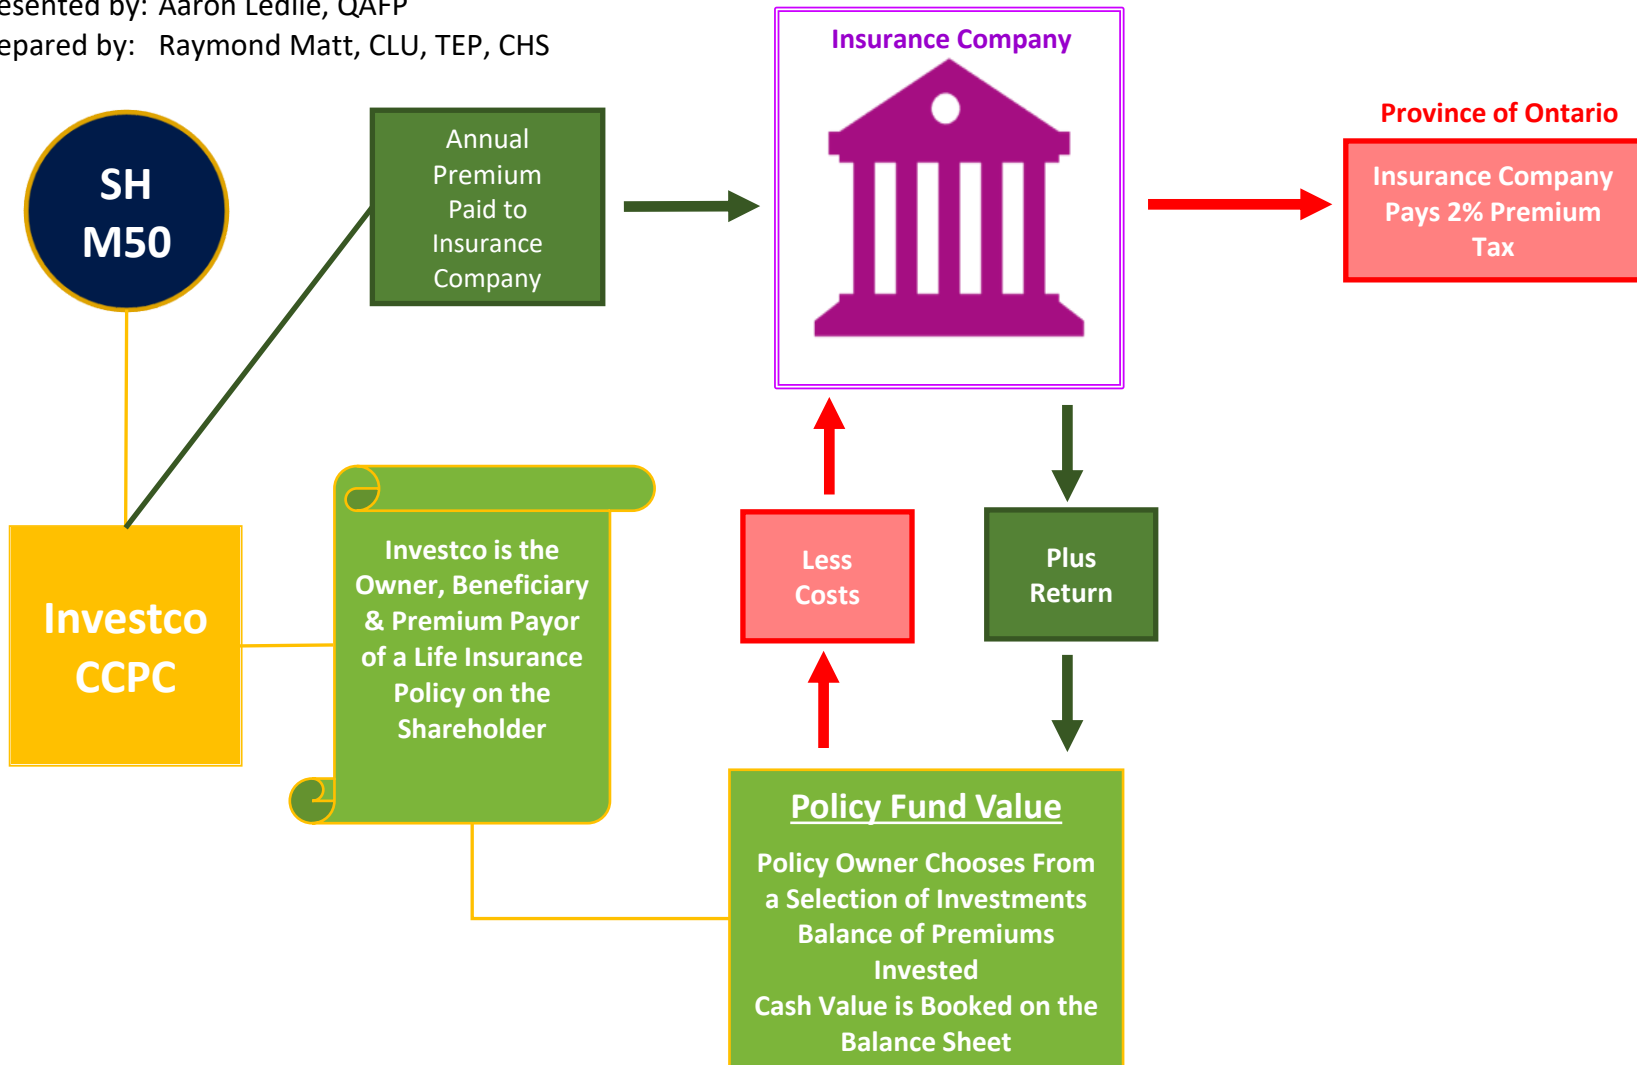 esented by: Aaron Ledlie, QAFP
epared by: Raymond Matt, CLU, TEP, CHS
Insurance Company
Province of Ontario
Insurance Company
Pays 2% Premium
Tax
Annual
Premium
Paid to
Insurance
Company
SH
M50
Investco
CCPC
Investco is the
Owner, Beneficiary
& Premium Payor
of a Life Insurance
Policy on the
Shareholder
Less
Costs
Plus
Return
Policy Fund Value
Policy Owner Chooses From
a Selection of Investments
Balance of Premiums
Invested
Cash Value is Booked on the
Balance Sheet